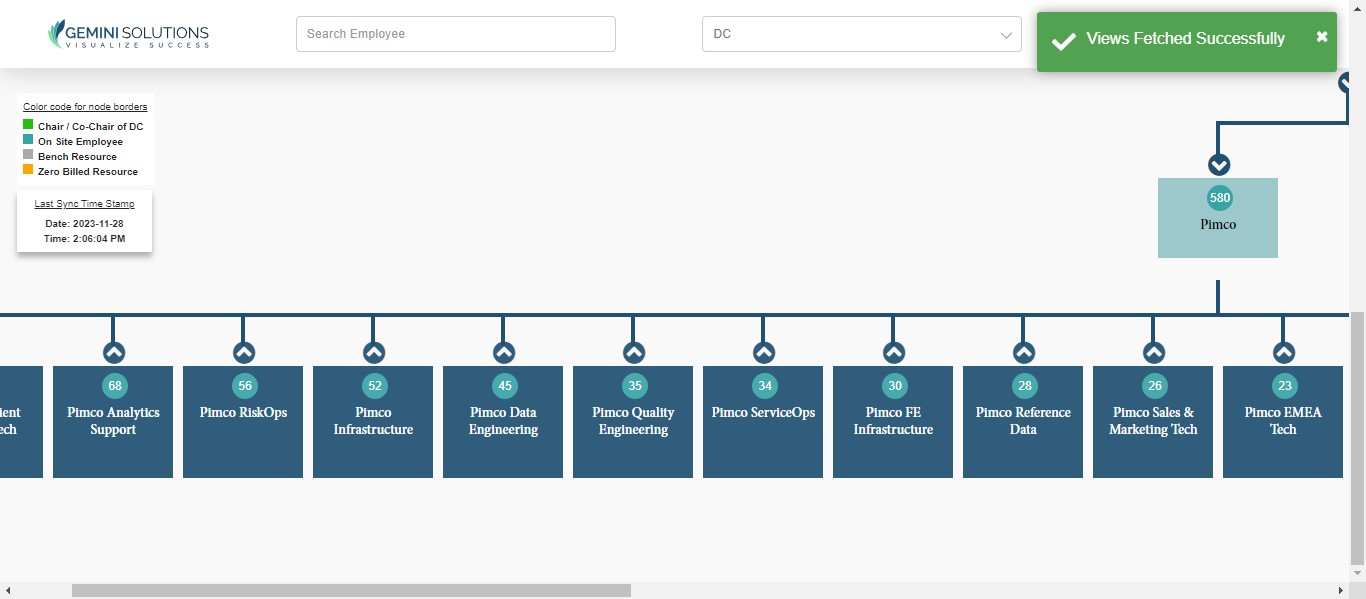 GEMINI SOLUTIONS
VISUALIZE SUCCESS
Search Employee
DC
Views Fetched Successfully
Color code for node borders
Chair / Co-Chair of DC
On Site Employee
Bench Resource
Zero Billed Resource
Last Sync Time Stamp
Date: 2023-11-28
Time: 2:06:04 PM
580
Pimco
68
Pimco Analytics
Support
56
Pimco RiskOps
52
Pimco
Infrastructure
45
Pimco Data
Engineering
35
Pimco Quality
Engineering
34
Pimco ServiceOps
30
Pimco FE
Infrastructure
28
Pimco Reference
Data
26
Pimco Sales &
Marketing Tech
23
Pimco EMEA
Tech